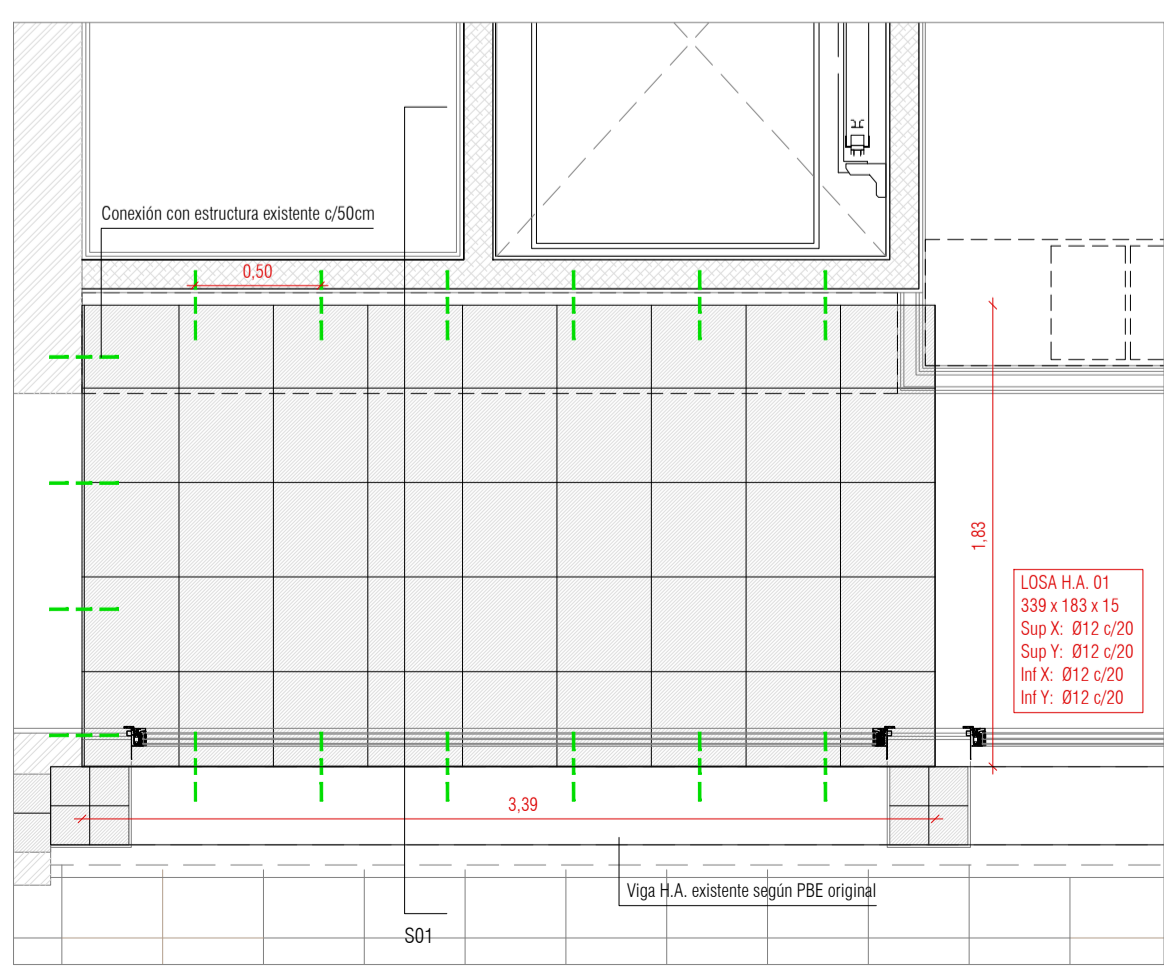 Conexión con estructura existente c/50cm
0,50
1,83
LOSA H.A. 01
339 x 183 x 15
Sup X: Ø12 c/20
Sup Y: Ø12 c/20
Inf X: Ø12 c/20
Inf Y: Ø12 c/20
3,39
Viga H.A. existente según PBE original
S01